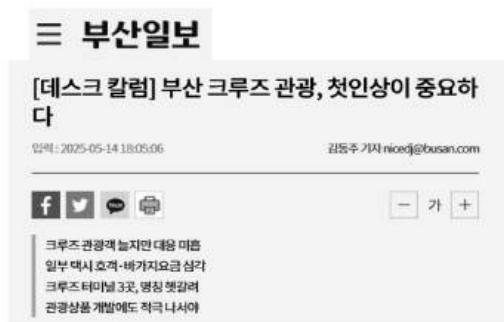 부산일보
[데스크 칼럼] 부산 크루즈 관광, 첫인상이 중요하
다
입력 : 2025-05-14 18:05:06
김동주 기자 nicedj@busan.com
f
TALK
가
크루즈 관광객 늘지만 대응 미흡
일부 택시 호객·바가지요금 심각
크루즈 터미널 3곳, 명칭 헷갈려
관광상품 개발에도 적극 나서야